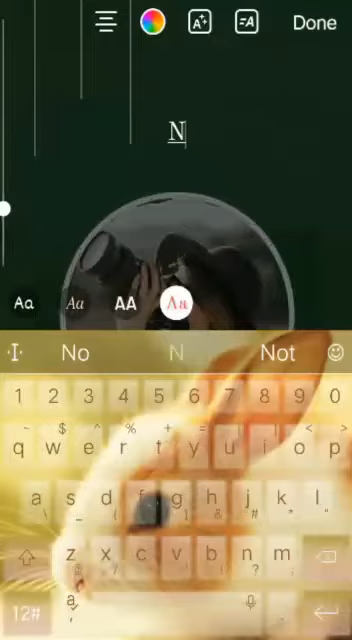 A+ =A Done
N
Aa Aa AA Aa
No N Not
1 2 3 4 5 6 7 8 9 0
q w e r t y u i o p
a s d f g h j k l
z x c v b n m
12#